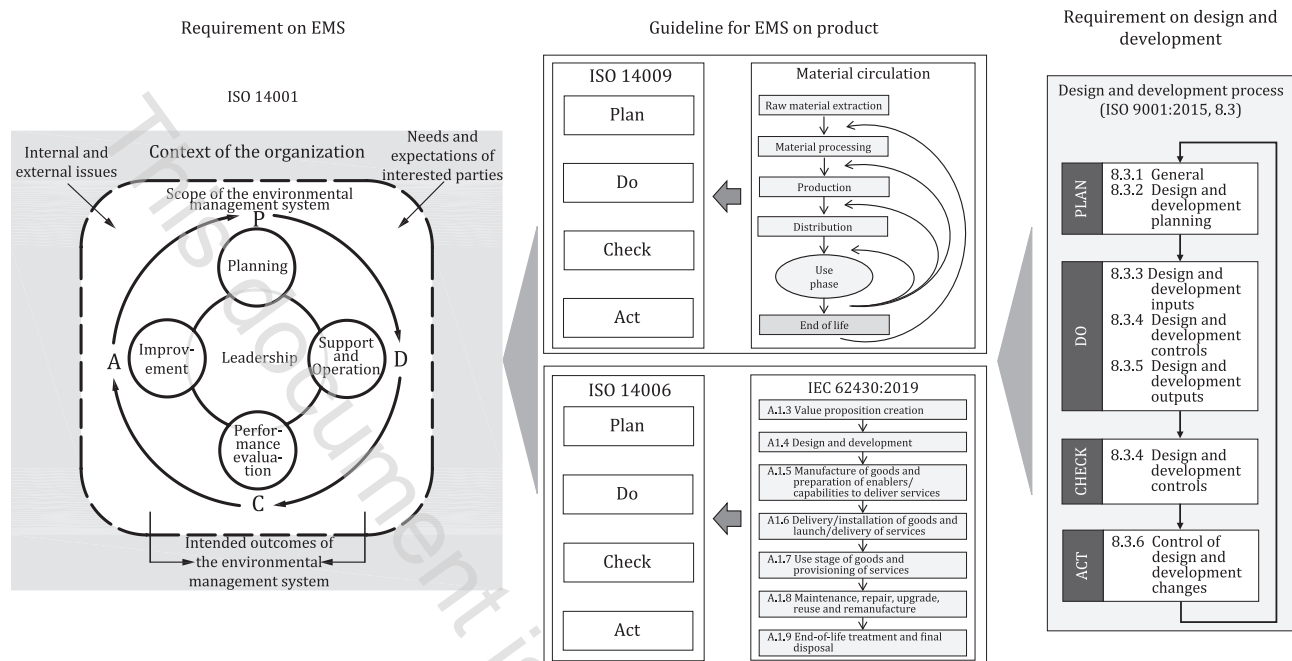 Requirement on EMS
ISO 14001
Context of the organization
Internal and
external issues
Needs and
expectations of
interested parties
Scope of the environmental
management system
P
Planning
A
Improv-
ement
Leadership
Support
and
Operation
D
Perfor-
mance
evalua-
tion
C
Intended outcomes of
the environmental
management system
Guideline for EMS on product
ISO 14009
Plan
Do
Check
Act
Material circulation
Raw material extraction
Material processing
Production
Distribution
Use
phase
End of life
ISO 14006
Plan
Do
Check
Act
IEC 62430:2019
A.1.3 Value proposition creation
A1.4 Design and development
A.1.5 Manufacture of goods and
preparation of enablers/
capabilities to deliver services
A1.6 Delivery/installation of goods and
launch/delivery of services
A.1.7 Use stage of goods and
provisioning of services
A.1.8 Maintenance, repair, upgrade,
reuse and remanufacture
A.1.9 End-of-life treatment and final
disposal
Requirement on design and
development
Design and development process
(ISO 9001:2015, 8.3)
PLAN
8.3.1 General
8.3.2 Design and
development
planning
DO
8.3.3 Design and
development
inputs
8.3.4 Design and
development
controls
8.3.5 Design and
development
outputs
CHECK
8.3.4 Design and
development
controls
ACT
8.3.6 Control of
design and
development
changes
This document is